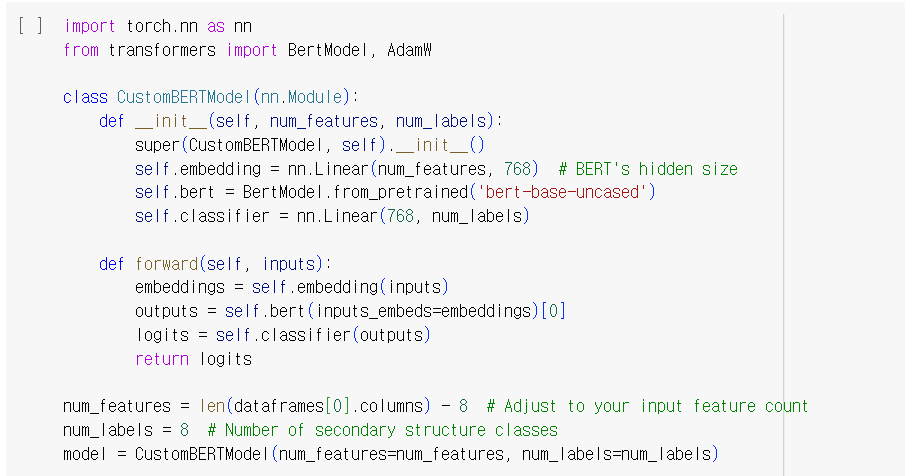 [ ] import torch.nn as nn
from transformers import BertModel, AdamW

class CustomBERTModel(nn.Module):
    def __init__(self, num_features, num_labels):
        super(CustomBERTModel, self).__init__()
        self.embedding = nn.Linear(num_features, 768)  # BERT's hidden size
        self.bert = BertModel.from_pretrained('bert-base-uncased')
        self.classifier = nn.Linear(768, num_labels)

    def forward(self, inputs):
        embeddings = self.embedding(inputs)
        outputs = self.bert(inputs_embeds=embeddings)[0]
        logits = self.classifier(outputs)
        return logits

num_features = len(dataframes[0].columns) - 8  # Adjust to your input feature count
num_labels = 8  # Number of secondary structure classes
model = CustomBERTModel(num_features=num_features, num_labels=num_labels)